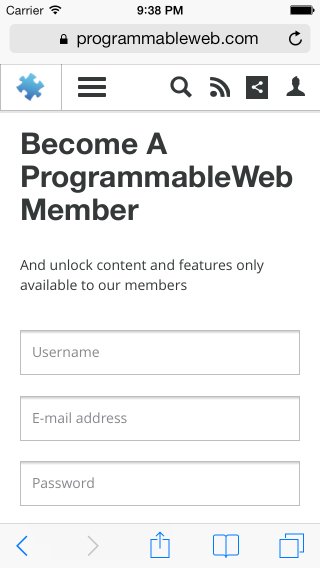 Carrier 9:38 PM
programmableweb.com
Become A
ProgrammableWeb
Member
And unlock content and features only
available to our members
Username
E-mail address
Password